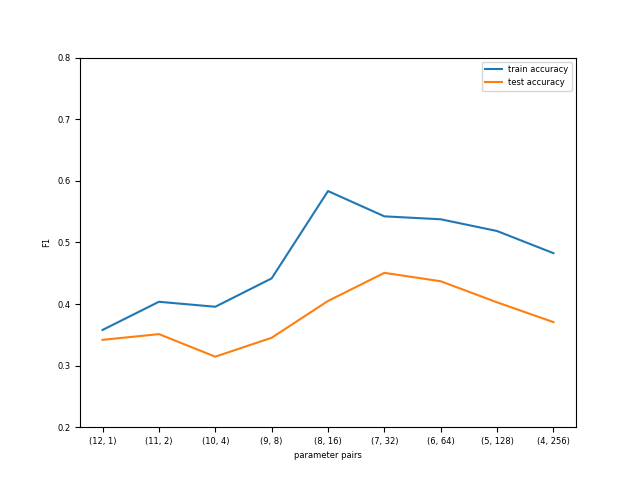 0.8
train accuracy
test accuracy
0.7
0.6
0.5
F1
0.4
0.3
0.2
(12, 1) (11, 2) (10, 4) (9, 8) (8, 16) (7, 32) (6, 64) (5, 128) (4, 256)
parameter pairs